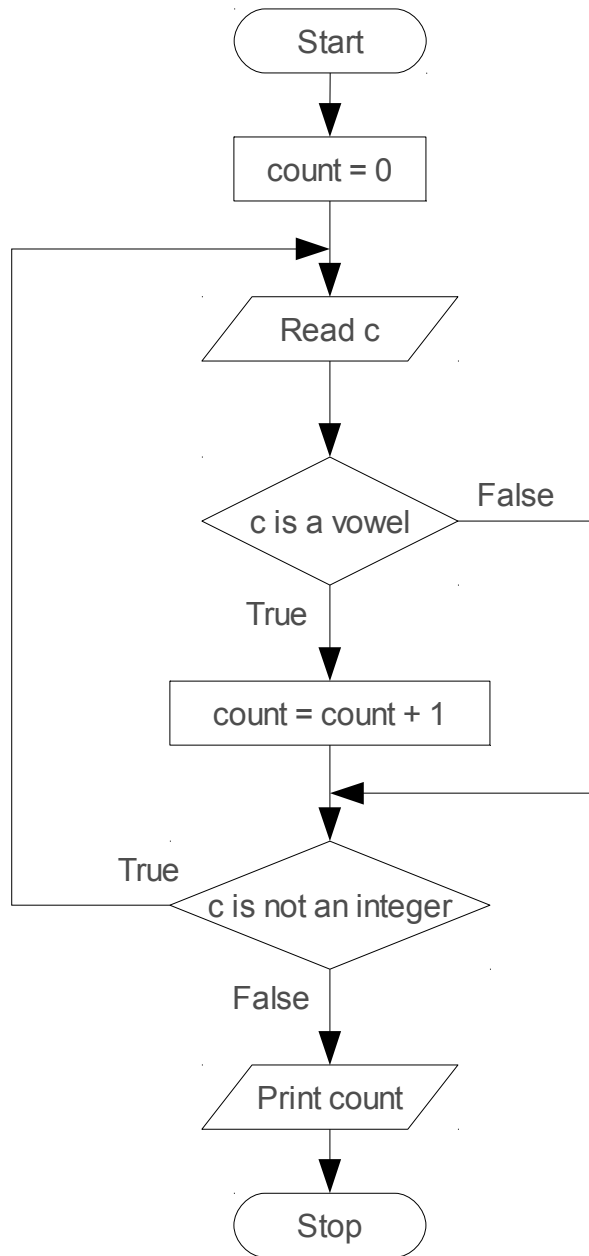 Start
count = 0
Read c
c is a vowel
False
True
count = count + 1
True
c is not an integer
False
Print count
Stop